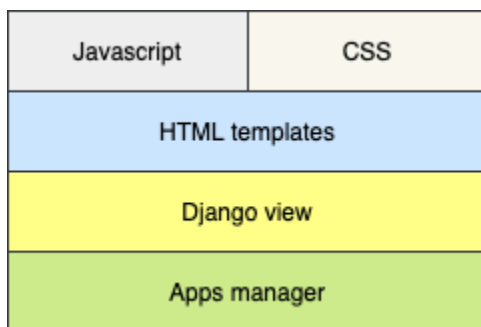 Javascript
CSS
HTML templates
Django view
Apps manager